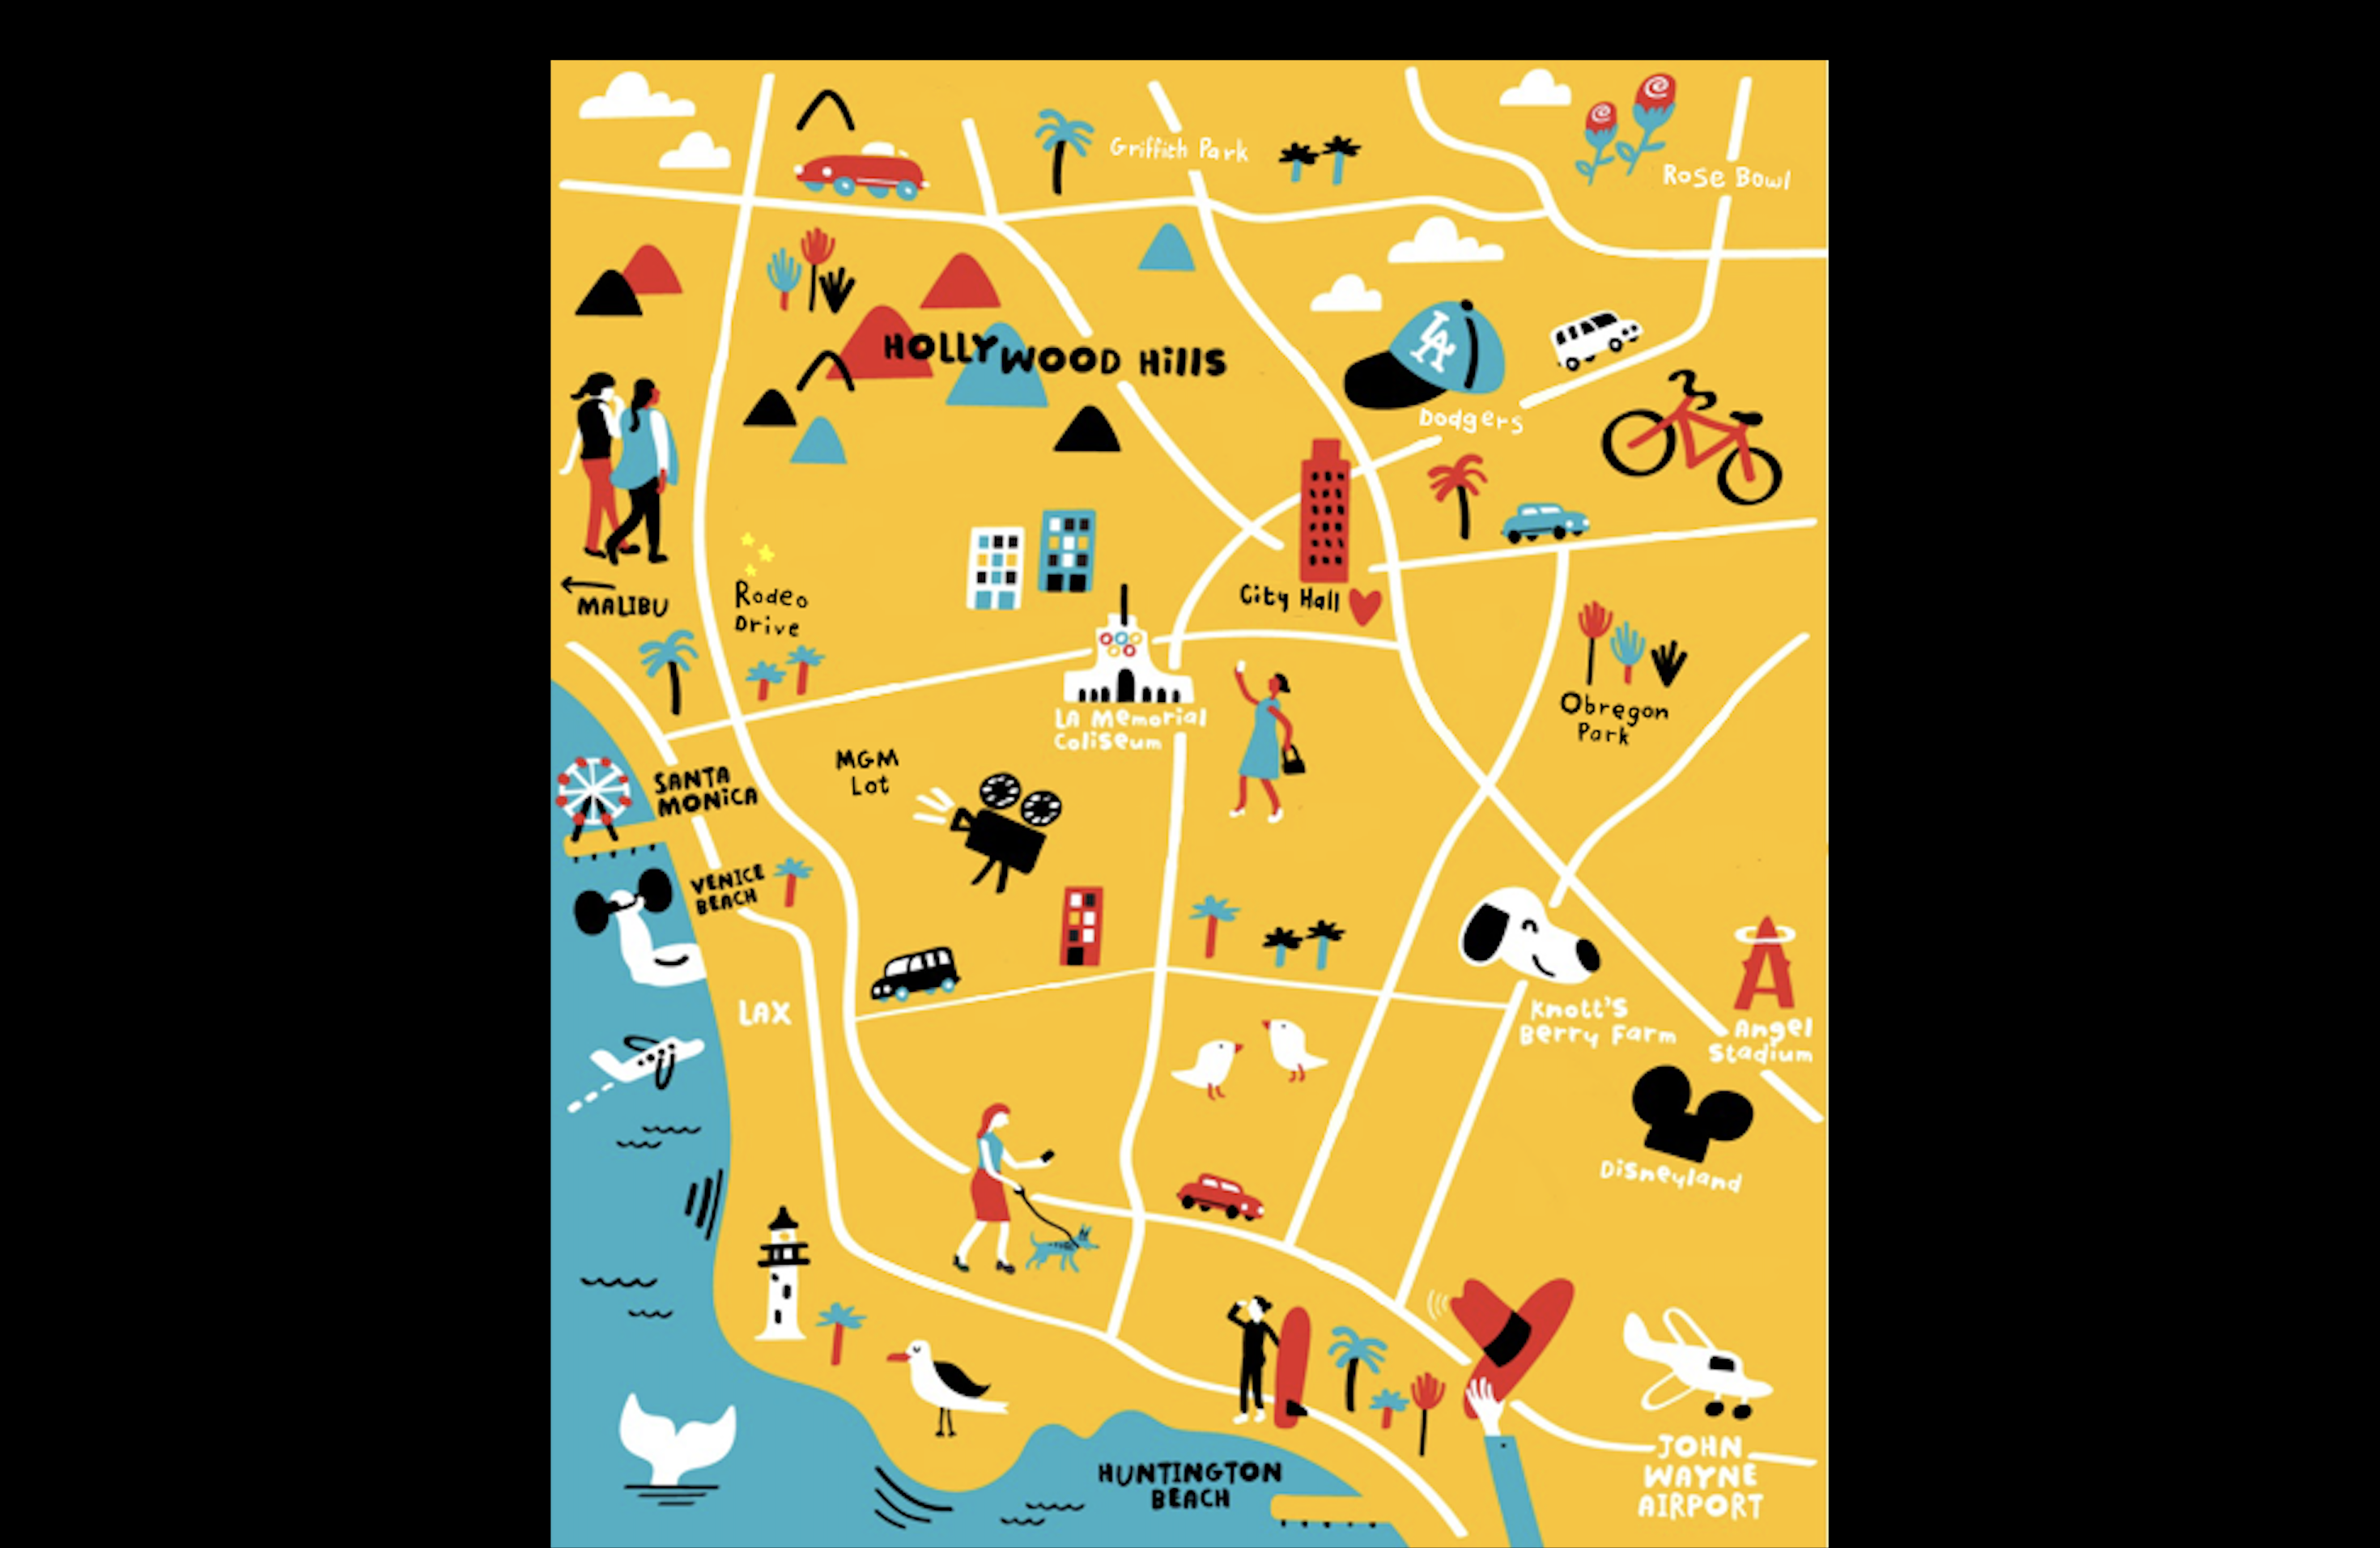 Griffith Park
Rose Bowl
HOLLYWOOD Hills
LA
Dodgers
MALIBU
Rodeo
Drive
City Hall
Obregon
Park
LA Memorial
Coliseum
MGM
Lot
SANTA
MONiCA
VENICE
BEACH
LAX
Knott's
Berry Farm
A
Angel
Stadium
Disneyland
HUNTINGTON
BEACH
JOHN
WAYNE
AIRPORT